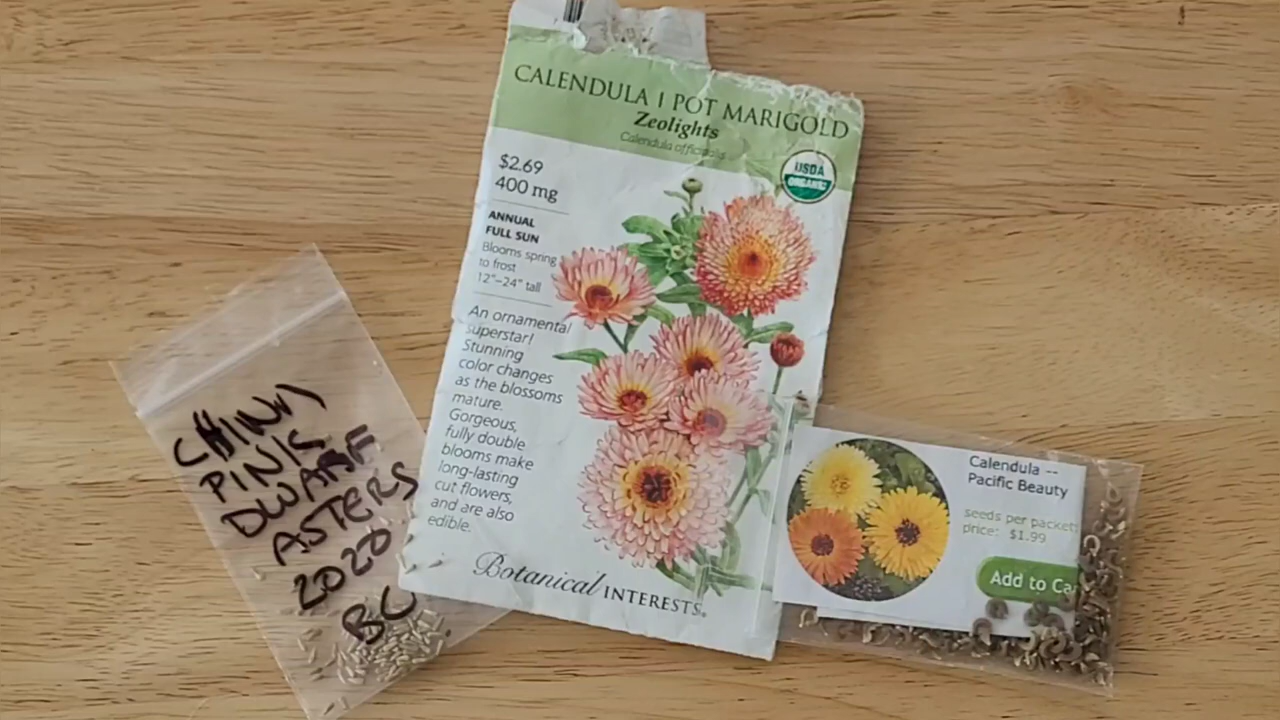 CALENDULA | POT MARIGOLD
Zeolights
Calendula officinalis
$2.69
400 mg
USDA
ORGANIC
ANNUAL
FULL SUN
Blooms spring
to frost
12"–24" tall
An ornamental
superstar!
Stunning
color changes
as the blossoms
mature.
Gorgeous,
fully double
blooms make
long-lasting
cut flowers,
and are also
edible.
Botanical INTERESTS®
PINK
DWARF
ASTERS
2020
BC
Calendula --
Pacific Beauty
seeds per packet
price: $1.99
Add to Ca